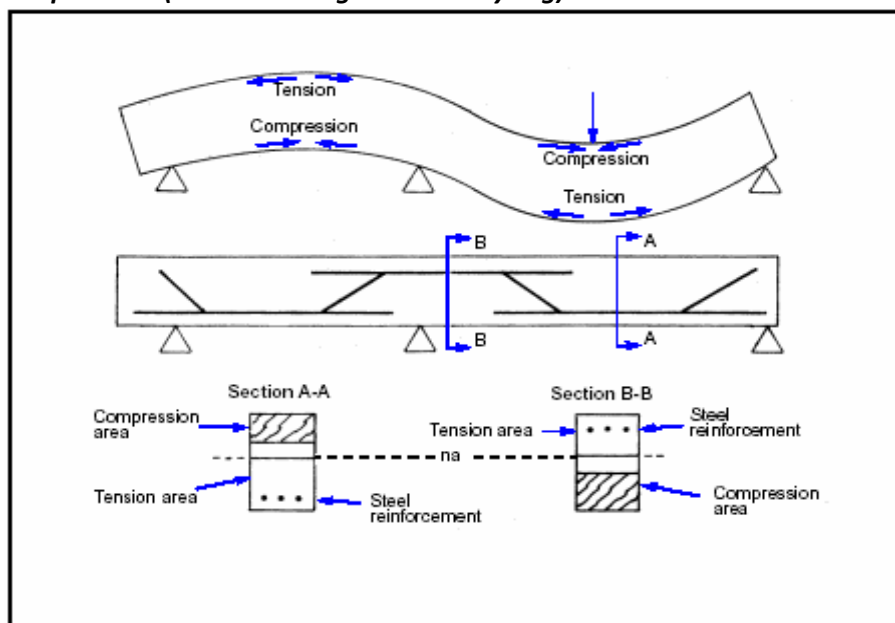 Tension
Compression
Compression
Tension
B
A
B
A
Section A-A
Section B-B
Compression
area
Tension area
Steel
reinforcement
na
Tension area
Steel
reinforcement
Compression
area